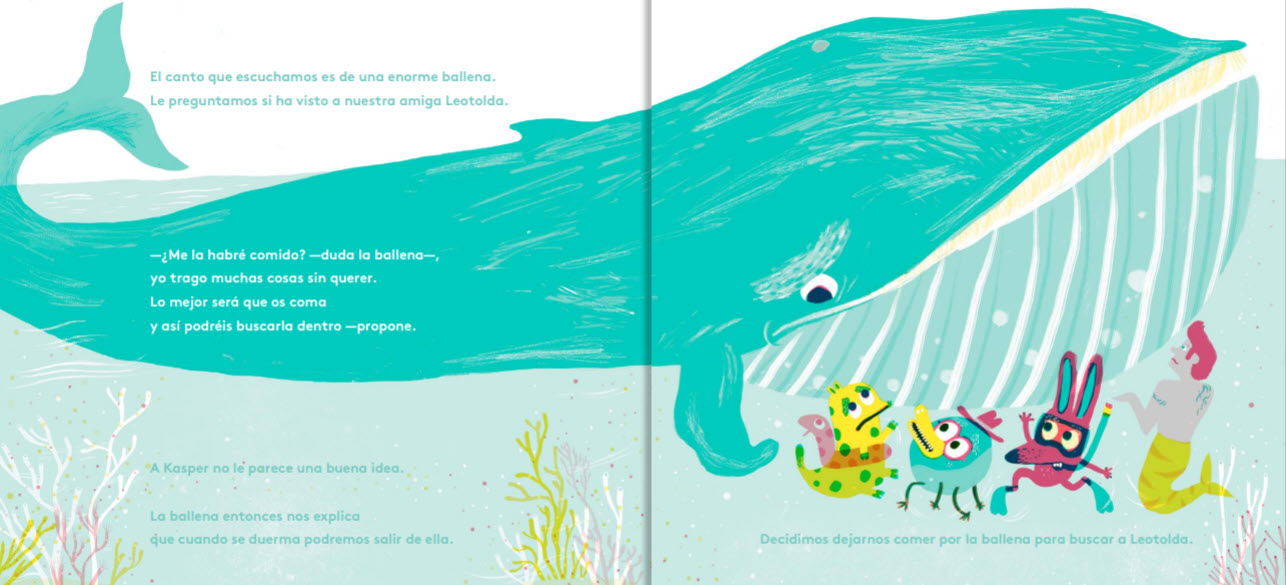 El canto que escuchamos es de una enorme ballena.
Le preguntamos si ha visto a nuestra amiga Leotolda.
—¿Me la habré comido? —duda la ballena—,
yo trago muchas cosas sin querer.
Lo mejor será que os coma
y así podréis buscarla dentro —propone.
A Kasper no le parece una buena idea.
La ballena entonces nos explica
que cuando se duerma podremos salir de ella.
Decidimos dejarnos comer por la ballena para buscar a Leotolda.